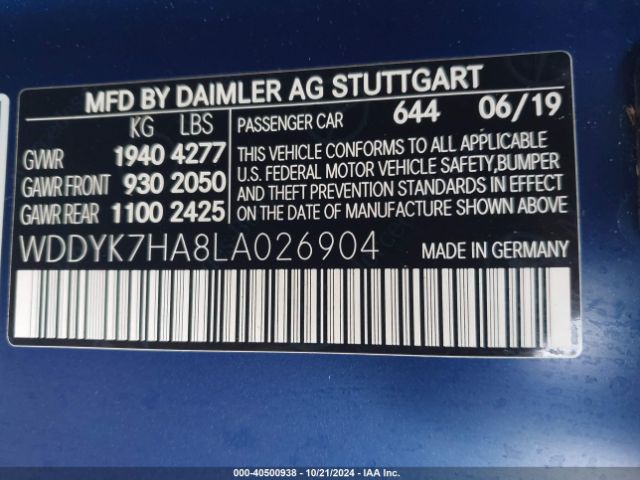 MFD BY DAIMLER AG STUTTGART
KG LBS
GVWR 1940 4277
GAWR FRONT 930 2050
GAWR REAR 1100 2425
PASSENGER CAR 644 06/19
THIS VEHICLE CONFORMS TO ALL APPLICABLE
U.S. FEDERAL MOTOR VEHICLE SAFETY,BUMPER
AND THEFT PREVENTION STANDARDS IN EFFECT
ON THE DATE OF MANUFACTURE SHOWN ABOVE
WDDYK7HA8LA026904 MADE IN GERMANY
000-40500938 - 10/21/2024 - IAA Inc.